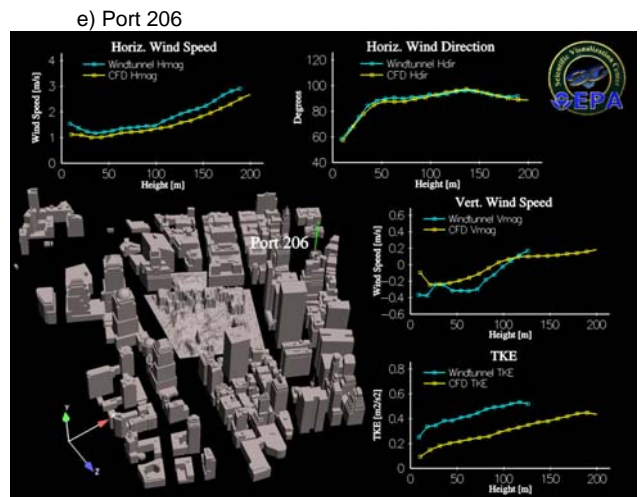 e) Port 206
Horiz. Wind Speed
Windtunnel Hmag
CFD Hmag
Wind Speed [m/s]
4
3
2
1
0
0 50 100 150 200
Height [m]
Horiz. Wind Direction
Windtunnel Hdir
CFD Hdir
Degrees
120
100
80
60
40
0 50 100 150 200
Height [m]
Scientific Visualization Center
EPA
Port 206
Vert. Wind Speed
Windtunnel Vmag
CFD Vmag
Wind Speed [m/s]
0.6
0.4
0.2
0
−0.2
−0.4
−0.6
0 50 100 150 200
Height [m]
TKE
Windtunnel TKE
CFD TKE
TKE [m2/s2]
0.8
0.6
0.4
0.2
0
0 50 100 150 200
Height [m]
Y
Z